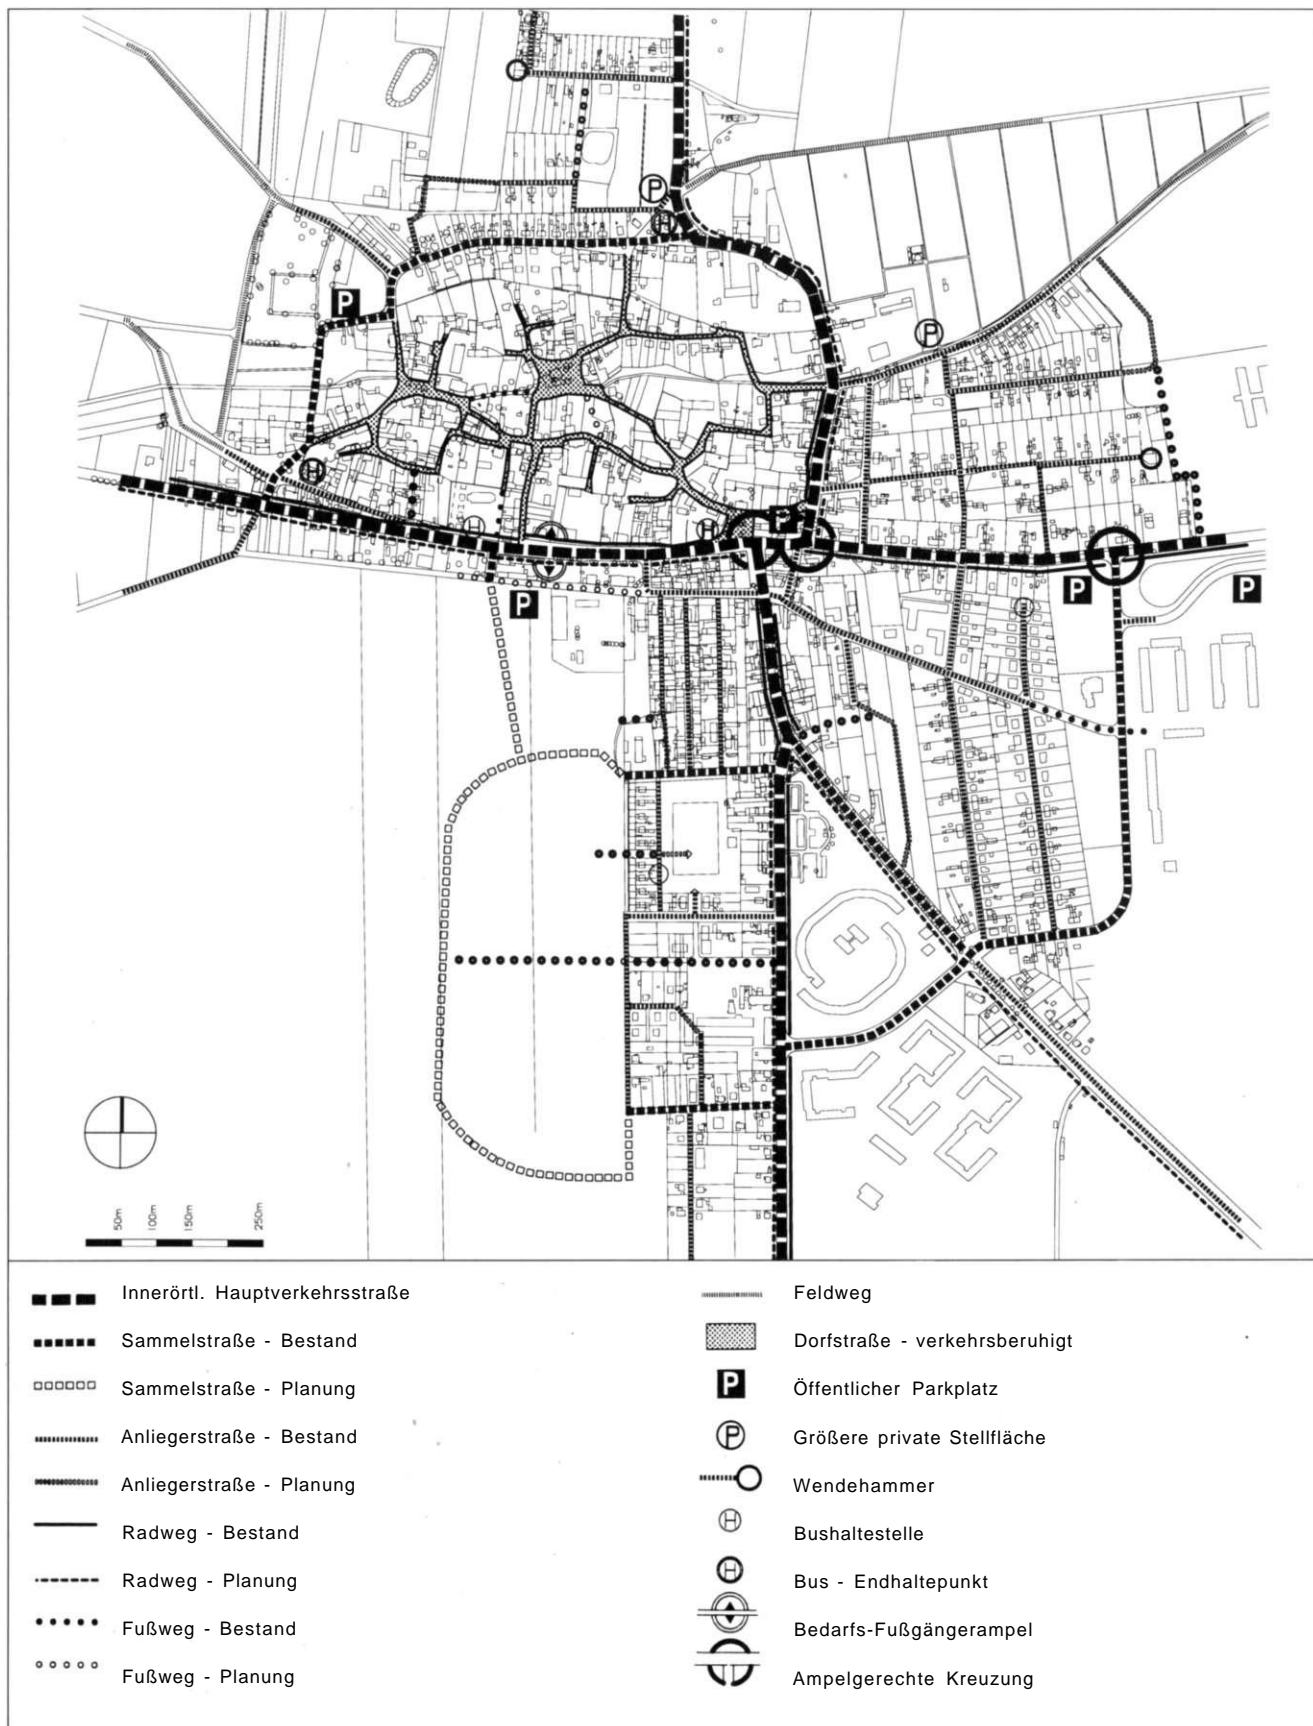 P
H
P
P
H
H
H
P
H
P
P
P
50m
100m
150m
250m
Innerörtl. Hauptverkehrsstraße
Sammelstraße - Bestand
Sammelstraße - Planung
Anliegerstraße - Bestand
Anliegerstraße - Planung
Radweg - Bestand
Radweg - Planung
Fußweg - Bestand
Fußweg - Planung
Feldweg
Dorfstraße - verkehrsberuhigt
P Öffentlicher Parkplatz
P Größere private Stellfläche
Wendehammer
H Bushaltestelle
H Bus - Endhaltepunkt
Bedarfs-Fußgängerampel
Ampelgerechte Kreuzung